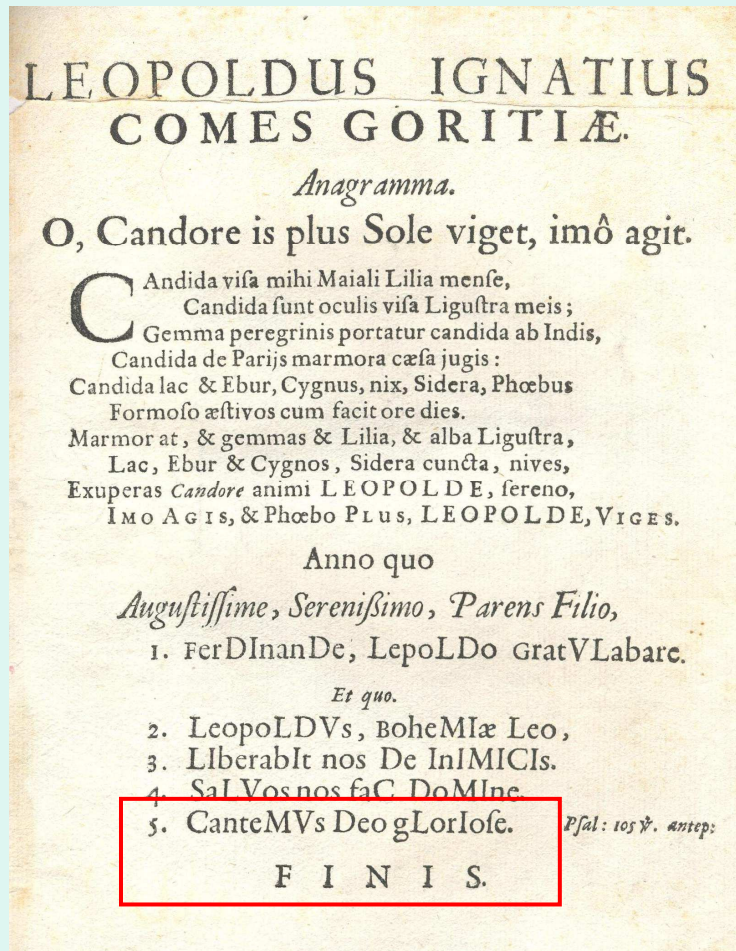 LEOPOLDUS IGNATIUS
COMES GORITIÆ.
Anagramma.
O, Candore is plus Sole viget, imô agit.
CAndida viſa mihi Maiali Lilia menſe,
Candida ſunt oculis viſa Liguſtra meis;
Gemma peregrinis portatur candida ab Indis,
Candida de Parijs marmora cæſa jugis:
Candida lac & Ebur, Cygnus, nix, Sidera, Phœbus
Formoſo æſtivos cum facit ore dies.
Marmor at, & gemmas & Lilia, & alba Liguſtra,
Lac, Ebur & Cygnos, Sidera cuncta, nives,
Exuperas Candore animi LEOPOLDE, ſereno,
IMO AGIS, & Phœbo PLUS, LEOPOLDE, VIGES.
Anno quo
Auguſtiſſime, Sereniſsimo, Parens Filio,
1. FerDInanDe, LepoLDo GratVLabare.
Et quo.
2. LeopoLDVs, BoheMIæ Leo,
3. LIberabIt nos De InIMICIs.
4. SaLVos nos faC DoMIne.
5. CanteMVs Deo gLorIoſe. Pſal: 105 ℣. antep:
FINIS.